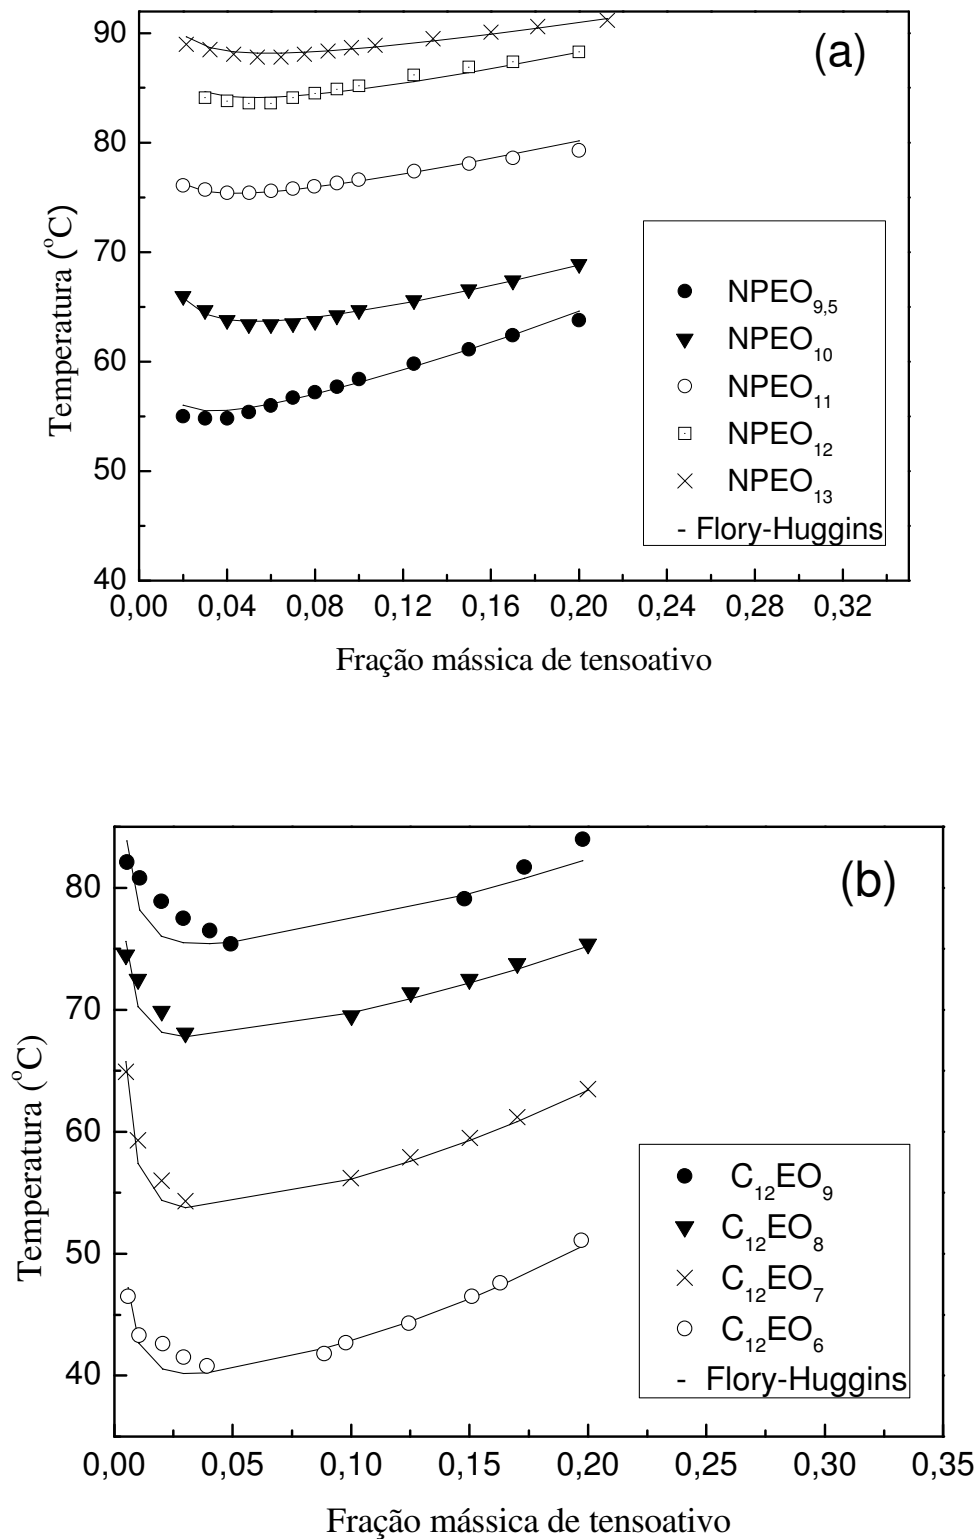 (a)
90
80
70
60
50
40
Temperatura (°C)
NPEO9,5
NPEO10
NPEO11
NPEO12
NPEO13
- Flory-Huggins
0,00 0,04 0,08 0,12 0,16 0,20 0,24 0,28 0,32
Fração mássica de tensoativo
(b)
80
70
60
50
40
Temperatura (°C)
C12EO9
C12EO8
C12EO7
C12EO6
- Flory-Huggins
0,00 0,05 0,10 0,15 0,20 0,25 0,30 0,35
Fração mássica de tensoativo